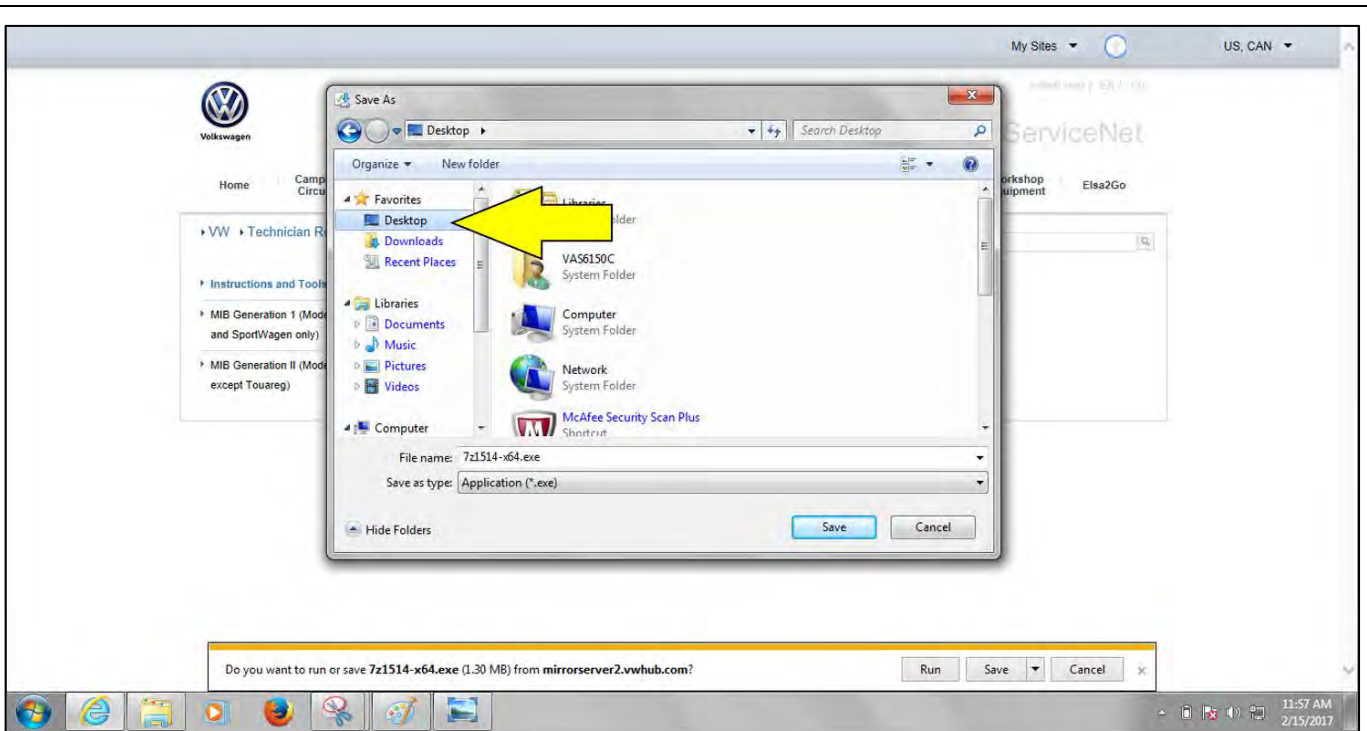 My Sites
US, CAN
Volkswagen
ServiceNet
Home
Camp
Circu
orkshop
uipment
Elsa2Go
VW
Technician R
Instructions and Tools
MIB Generation 1 (Mode
and SportWagen only)
MIB Generation II (Mode
except Touareg)
Save As
Desktop
Search Desktop
Organize
New folder
Favorites
Desktop
Downloads
Recent Places
Libraries
Documents
Music
Pictures
Videos
Computer
Libraries
older
VAS6150C
System Folder
Computer
System Folder
Network
System Folder
McAfee Security Scan Plus
Shortcut
File name: 7z1514-x64.exe
Save as type: Application (*.exe)
Hide Folders
Save
Cancel
Do you want to run or save 7z1514-x64.exe (1.30 MB) from mirrorserver2.vwhub.com?
Run
Save
Cancel
11:57 AM
2/15/2017